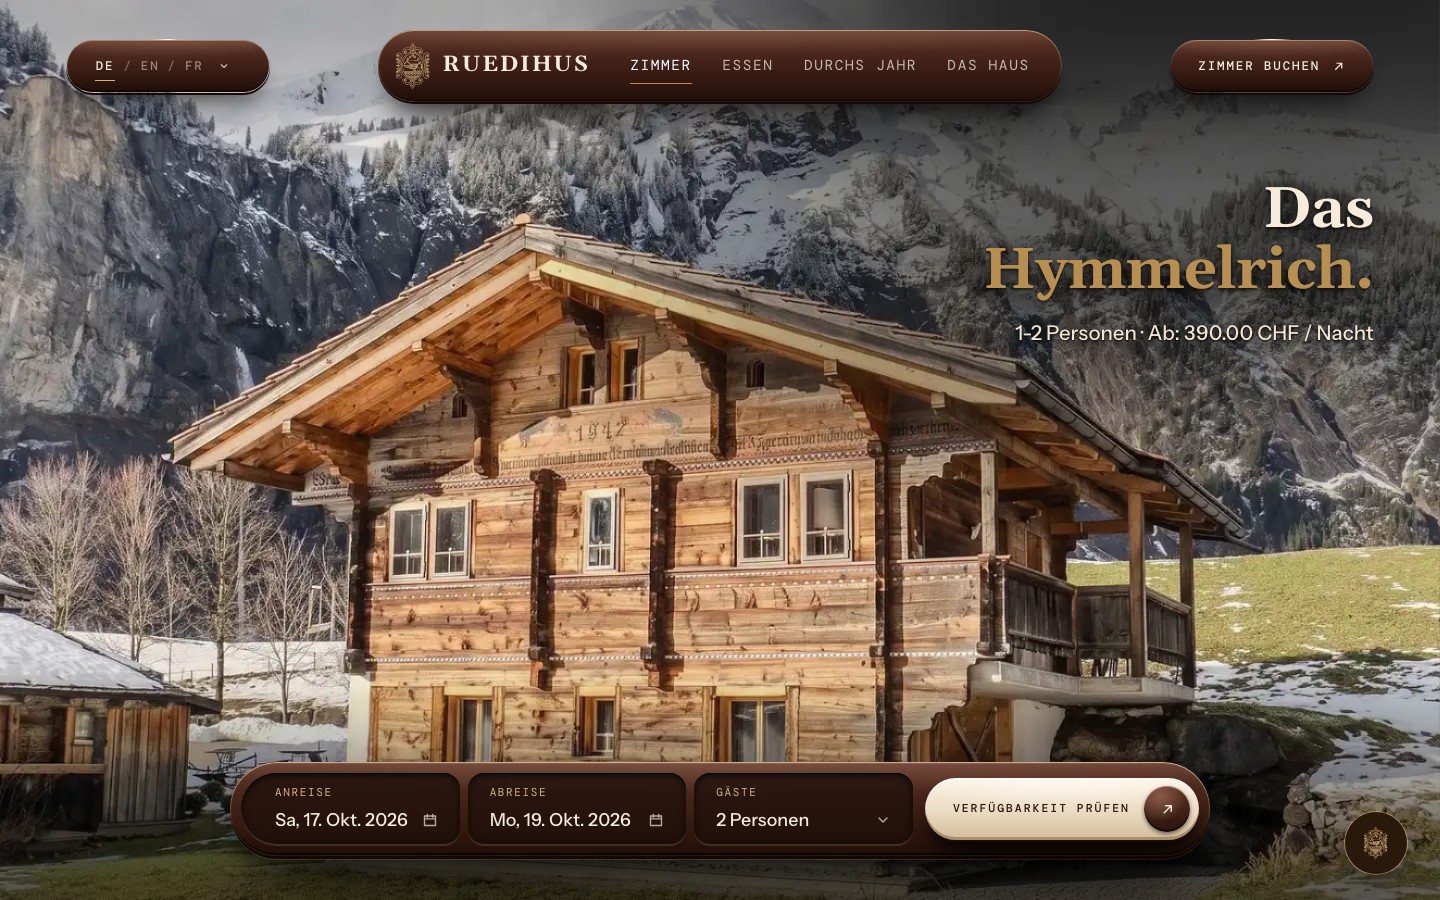 DE / EN / FR
RUEDIHUS
ZIMMER
ESSEN
DURCHS JAHR
DAS HAUS
ZIMMER BUCHEN
Das
Hymmelrich.
1-2 Personen · Ab: 390.00 CHF / Nacht
ANREISE
Sa, 17. Okt. 2026
ABREISE
Mo, 19. Okt. 2026
GÄSTE
2 Personen
VERFÜGBARKEIT PRÜFEN